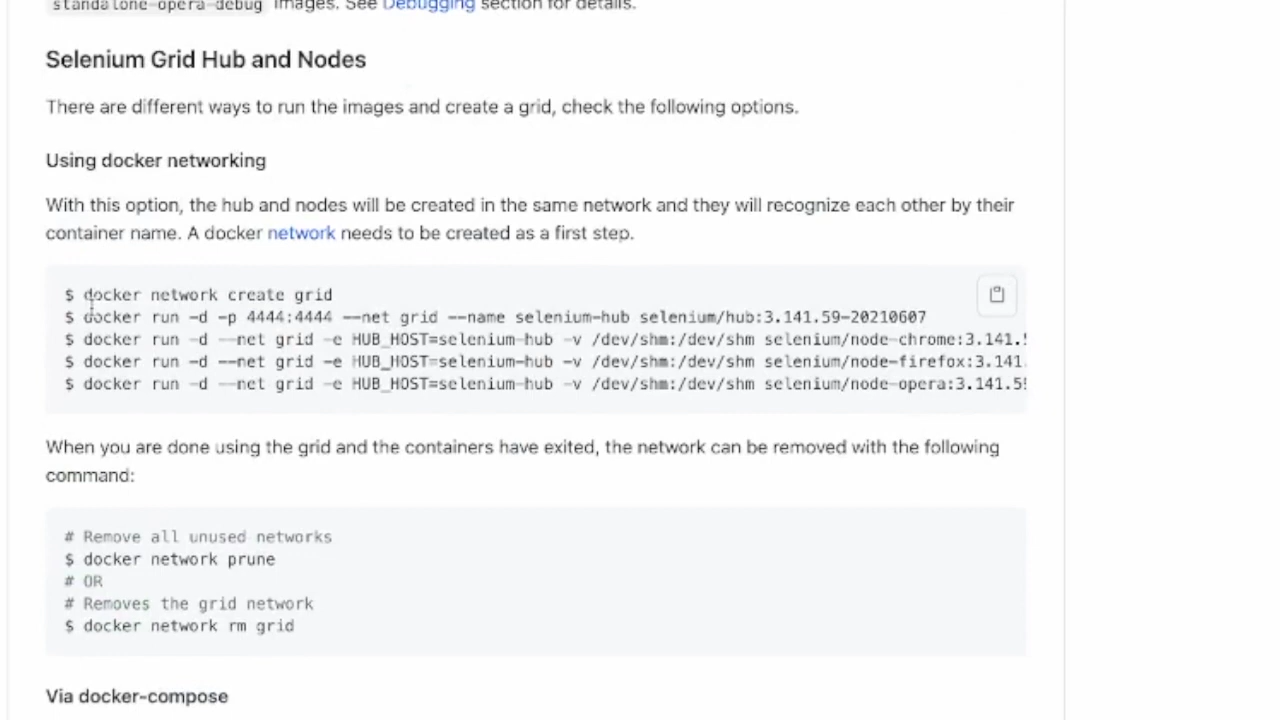 standalone-opera-debug images. See Debugging section for details.
Selenium Grid Hub and Nodes
There are different ways to run the images and create a grid, check the following options.
Using docker networking
With this option, the hub and nodes will be created in the same network and they will recognize each other by their
container name. A docker network needs to be created as a first step.
$ docker network create grid
$ docker run -d -p 4444:4444 --net grid --name selenium-hub selenium/hub:3.141.59-20210607
$ docker run -d --net grid -e HUB_HOST=selenium-hub -v /dev/shm:/dev/shm selenium/node-chrome:3.141.5
$ docker run -d --net grid -e HUB_HOST=selenium-hub -v /dev/shm:/dev/shm selenium/node-firefox:3.141.
$ docker run -d --net grid -e HUB_HOST=selenium-hub -v /dev/shm:/dev/shm selenium/node-opera:3.141.59
When you are done using the grid and the containers have exited, the network can be removed with the following
command:
# Remove all unused networks
$ docker network prune
# OR
# Removes the grid network
$ docker network rm grid
Via docker-compose